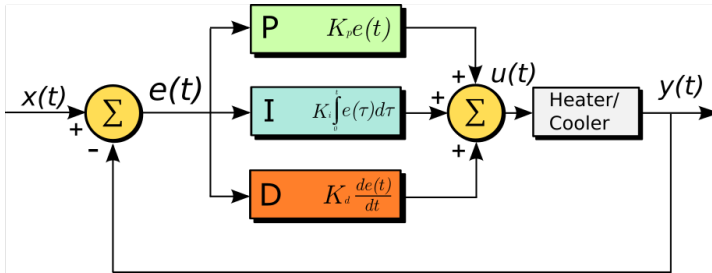 x(t)
+
-
Σ
e(t)
P K_p e(t)
I K_i ∫_0^t e(τ)dτ
D K_d de(t)/dt
+
+
+
Σ
u(t)
Heater/
Cooler
y(t)